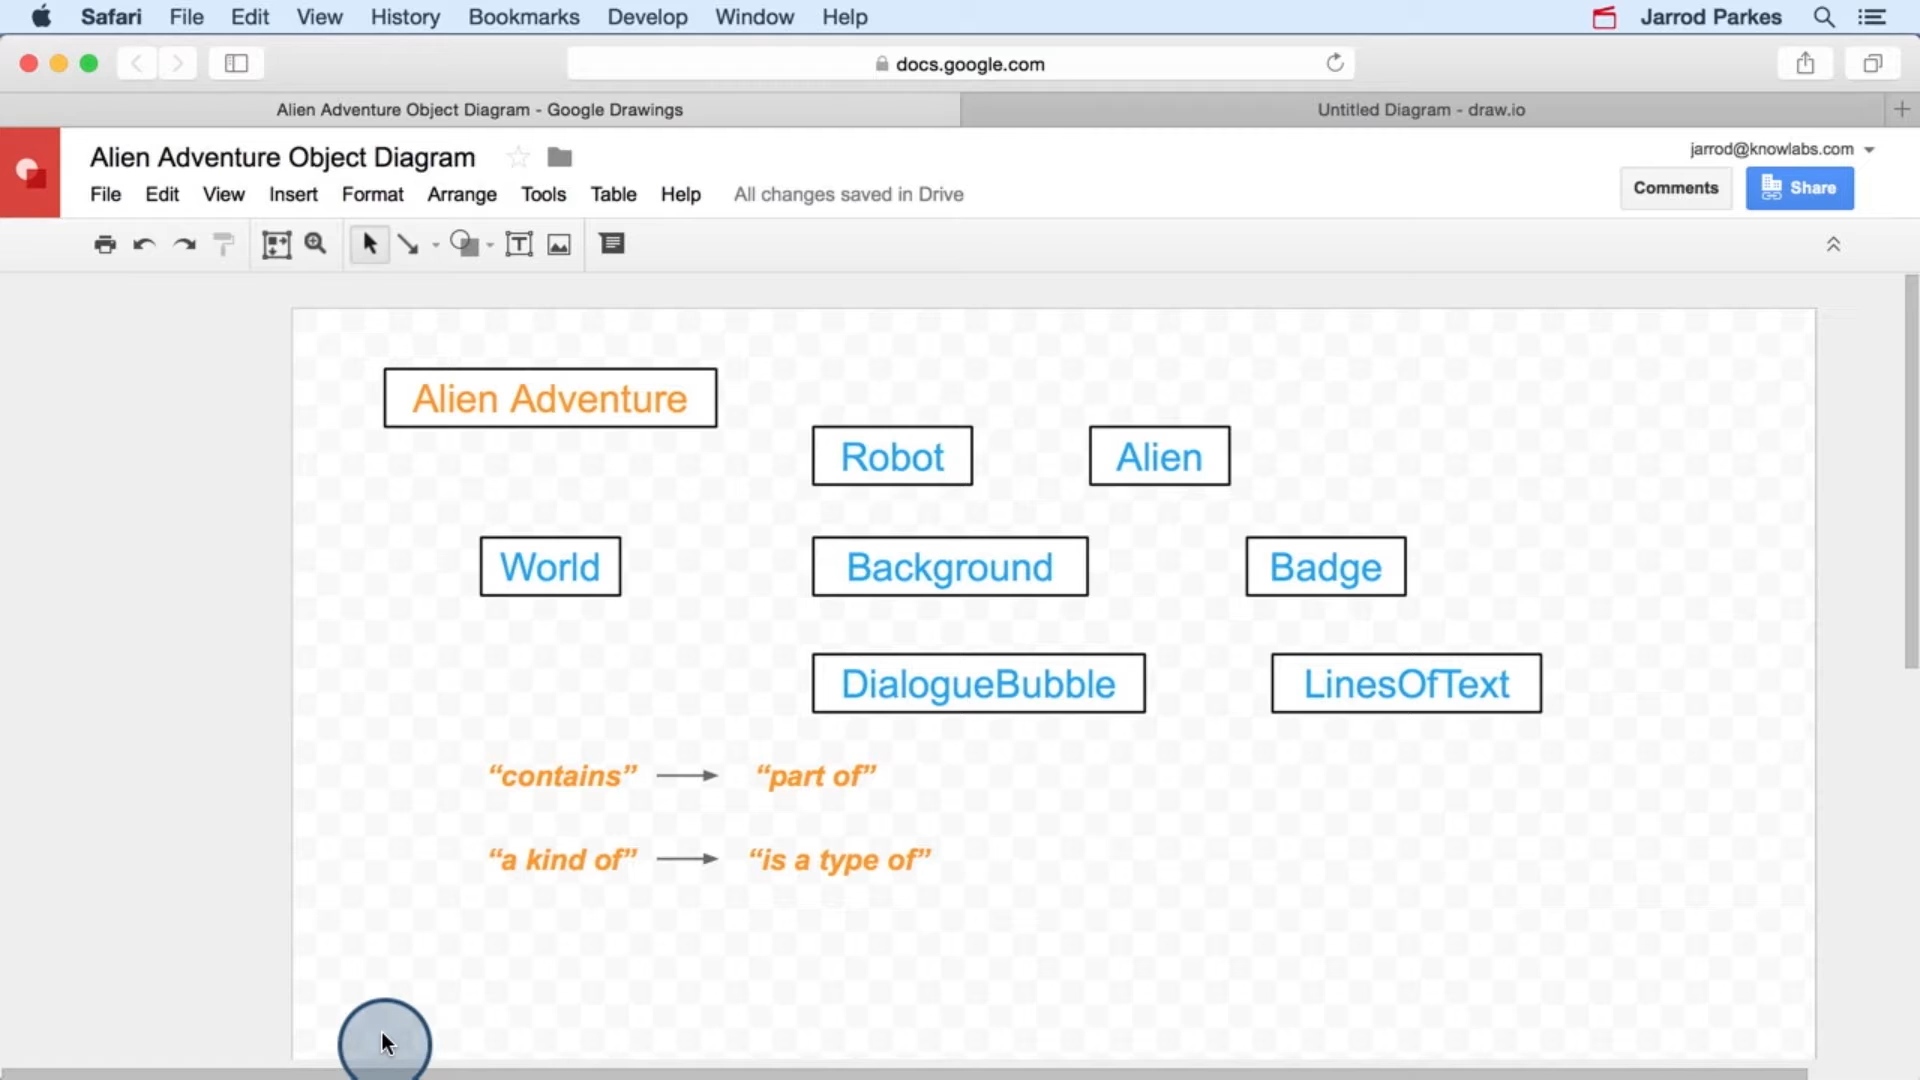 Safari File Edit View History Bookmarks Develop Window Help Jarrod Parkes
docs.google.com
Alien Adventure Object Diagram - Google Drawings Untitled Diagram - draw.io
Alien Adventure Object Diagram
jarrod@knowlabs.com
File Edit View Insert Format Arrange Tools Table Help All changes saved in Drive
Comments Share
Alien Adventure
Robot Alien
World Background Badge
DialogueBubble LinesOfText
“contains” “part of”
“a kind of” “is a type of”